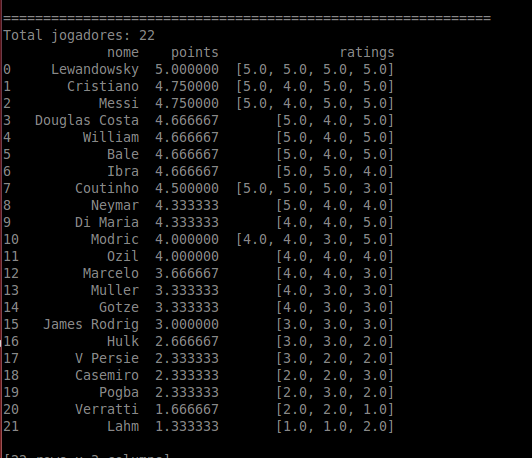 =============================================================
Total jogadores: 22
nome points ratings
0 Lewandowsky 5.000000 [5.0, 5.0, 5.0, 5.0]
1 Cristiano 4.750000 [5.0, 4.0, 5.0, 5.0]
2 Messi 4.750000 [5.0, 4.0, 5.0, 5.0]
3 Douglas Costa 4.666667 [5.0, 4.0, 5.0]
4 William 4.666667 [5.0, 4.0, 5.0]
5 Bale 4.666667 [5.0, 4.0, 5.0]
6 Ibra 4.666667 [5.0, 5.0, 4.0]
7 Coutinho 4.500000 [5.0, 5.0, 5.0, 3.0]
8 Neymar 4.333333 [5.0, 4.0, 4.0]
9 Di Maria 4.333333 [4.0, 4.0, 5.0]
10 Modric 4.000000 [4.0, 4.0, 3.0, 5.0]
11 Ozil 4.000000 [4.0, 4.0, 4.0]
12 Marcelo 3.666667 [4.0, 4.0, 3.0]
13 Muller 3.333333 [4.0, 3.0, 3.0]
14 Gotze 3.333333 [4.0, 3.0, 3.0]
15 James Rodrig 3.000000 [3.0, 3.0, 3.0]
16 Hulk 2.666667 [3.0, 3.0, 2.0]
17 V Persie 2.333333 [3.0, 2.0, 2.0]
18 Casemiro 2.333333 [2.0, 2.0, 3.0]
19 Pogba 2.333333 [2.0, 3.0, 2.0]
20 Verratti 1.666667 [2.0, 2.0, 1.0]
21 Lahm 1.333333 [1.0, 1.0, 2.0]
[22 rows x 3 columns]